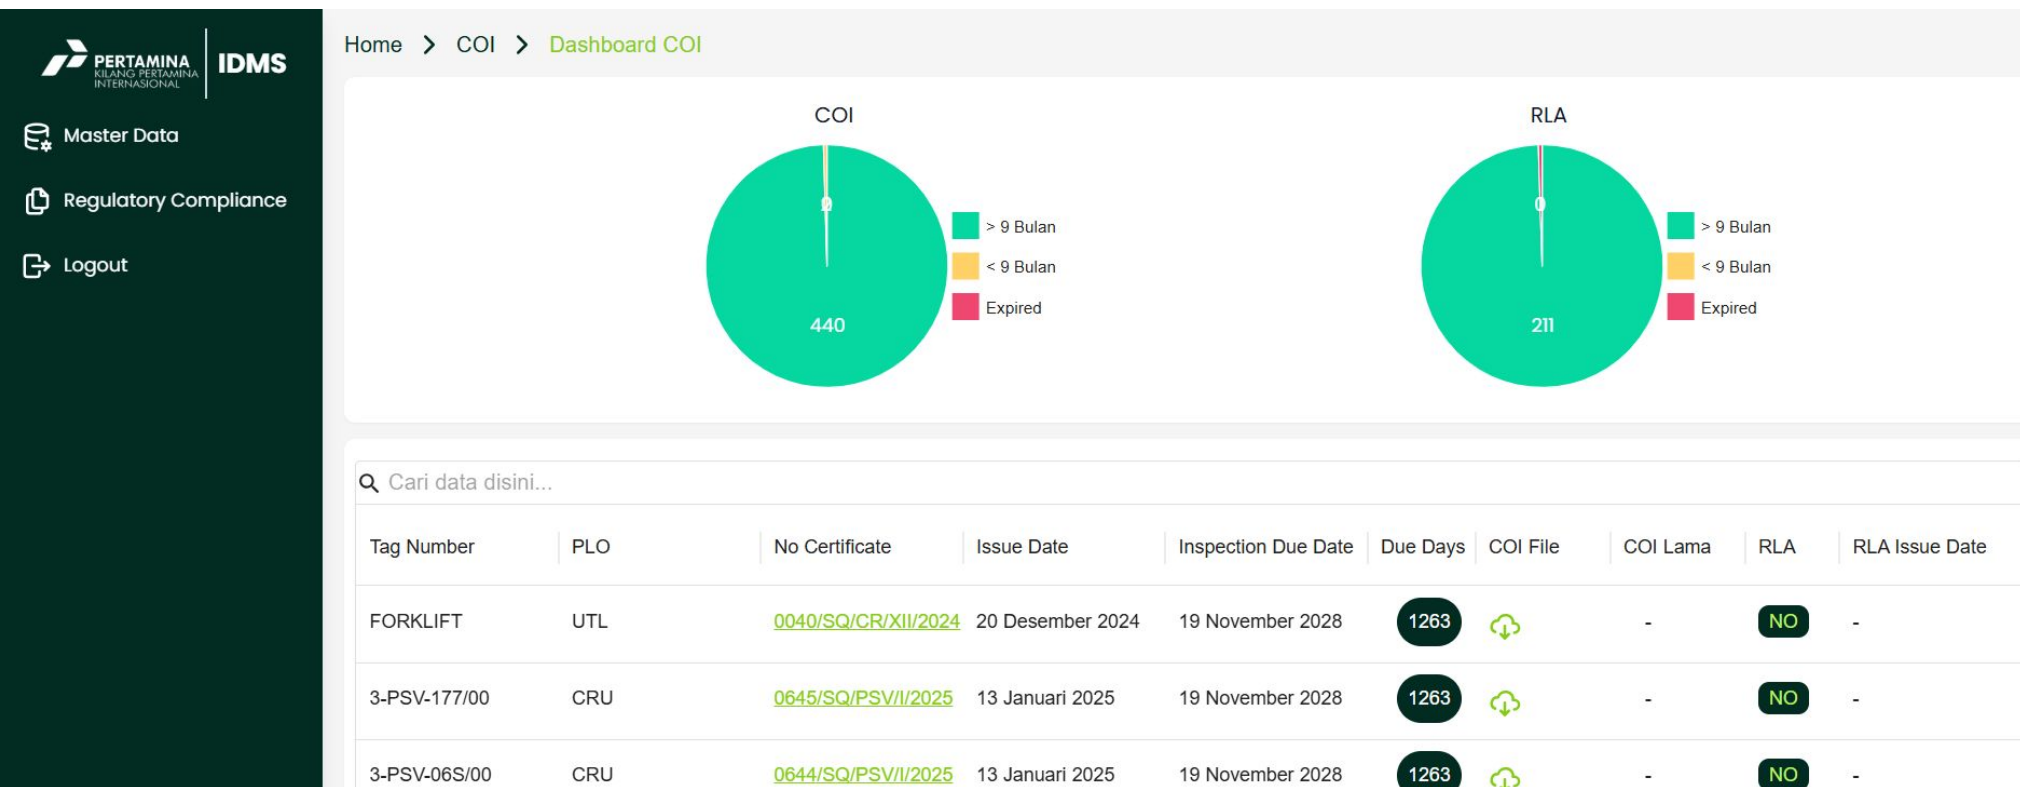 PERTAMINA
KILANG PERTAMINA
INTERNASIONAL
IDMS
Master Data
Regulatory Compliance
Logout
Home > COI > Dashboard COI
COI
440
> 9 Bulan
< 9 Bulan
Expired
RLA
0
211
> 9 Bulan
< 9 Bulan
Expired
Cari data disini...
Tag Number PLO No Certificate Issue Date Inspection Due Date Due Days COI File COI Lama RLA RLA Issue Date
FORKLIFT UTL 0040/SQ/CR/XII/2024 20 Desember 2024 19 November 2028 1263 - NO -
3-PSV-177/00 CRU 0645/SQ/PSV/I/2025 13 Januari 2025 19 November 2028 1263 - NO -
3-PSV-06S/00 CRU 0644/SQ/PSV/I/2025 13 Januari 2025 19 November 2028 1263 - NO -